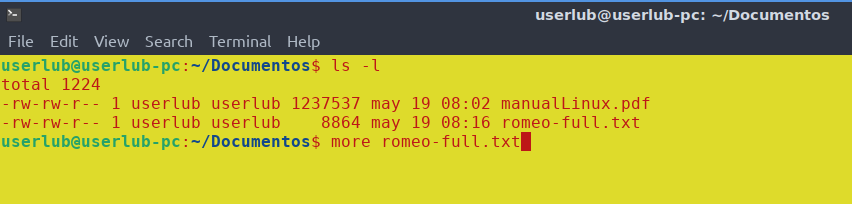 userlub@userlub-pc: ~/Documentos
File Edit View Search Terminal Help
userlub@userlub-pc:~/Documentos$ ls -l
total 1224
-rw-rw-r-- 1 userlub userlub 1237537 may 19 08:02 manualLinux.pdf
-rw-rw-r-- 1 userlub userlub    8864 may 19 08:16 romeo-full.txt
userlub@userlub-pc:~/Documentos$ more romeo-full.txt